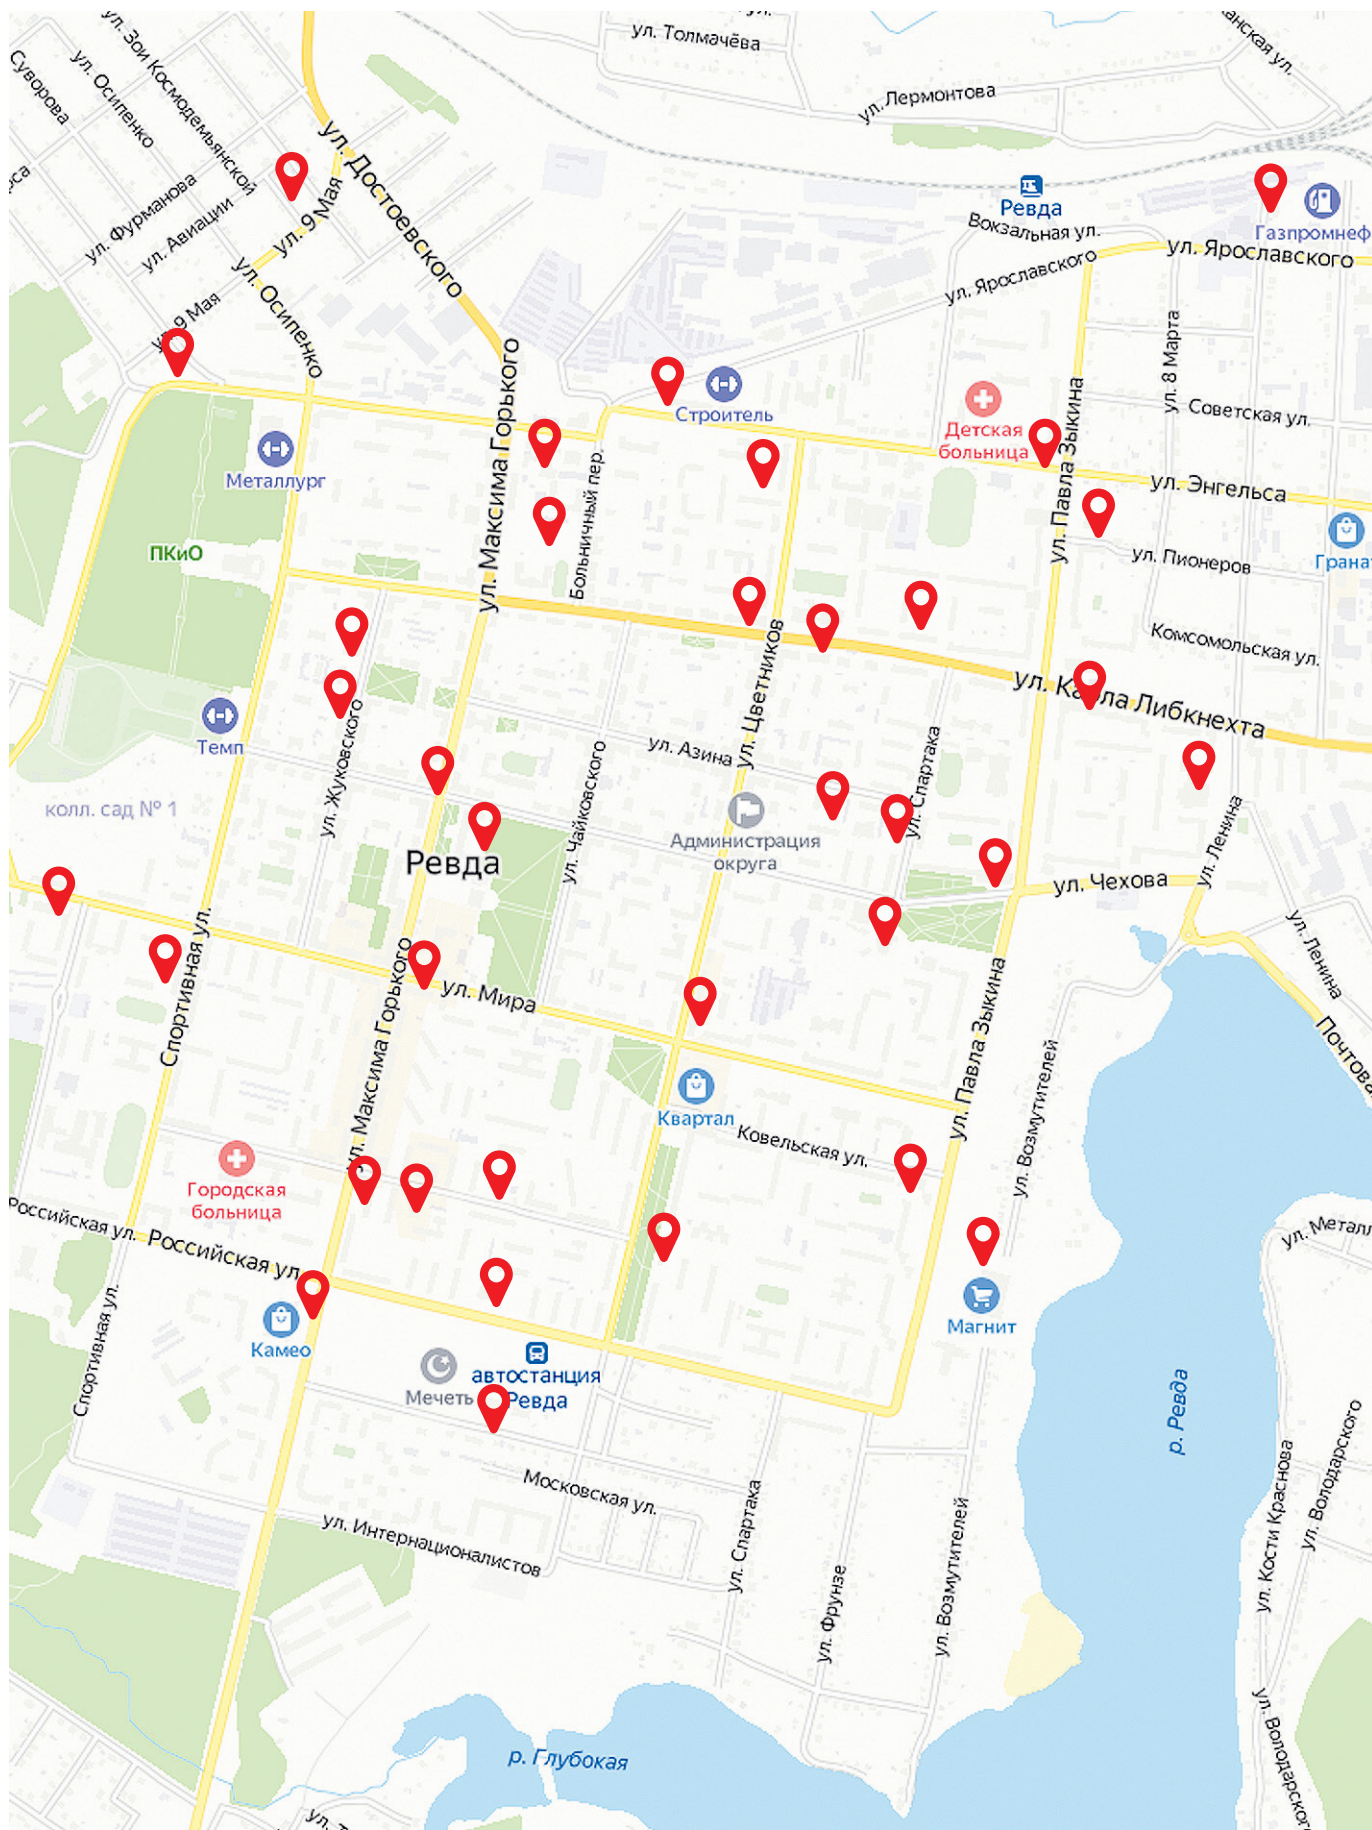 ул. Толмачёва
ул. Зои Космодемьянской
ул. Осипенко
Суворова
ул. Лермонтова
ул. Достоевского
ул. Фурманова
ул. Авиации
ул. 9 Мая
Ревда
Вокзальная ул.
Газпромнеф
ул. Ярославского
ул. Ярославского
ул. Осипенко
ул. 9 Мая
ул. 8 Марта
ул. Максима Горького
Строитель
Детская
больница
ул. Павла Зыкина
Советская ул.
Металлург
ул. Энгельса
Больничный пер.
ПКиО
ул. Пионеров
Гранат
Комсомольская ул.
ул. Карла Либкнехта
ул. Цветников
Темп
ул. Жуковского
ул. Азина
ул. Спартака
ул. Чайковского
колл. сад № 1
Администрация
округа
Ревда
ул. Чехова
ул. Ленина
ул. Ленина
Спортивная ул.
ул. Максима Горького
ул. Мира
ул. Павла Зыкина
ул. Возмутителей
Почтова
Квартал
Ковельская ул.
Городская
больница
Российская ул.
Российская ул.
ул. Металл
Спортивная ул.
Камео
Магнит
Мечеть
автостанция
Ревда
р. Ревда
Московская ул.
ул. Интернационалистов
ул. Спартака
ул. Фрунзе
ул. Возмутителей
ул. Кости Краснова
ул. Володарского
ул. Володарского
р. Глубокая